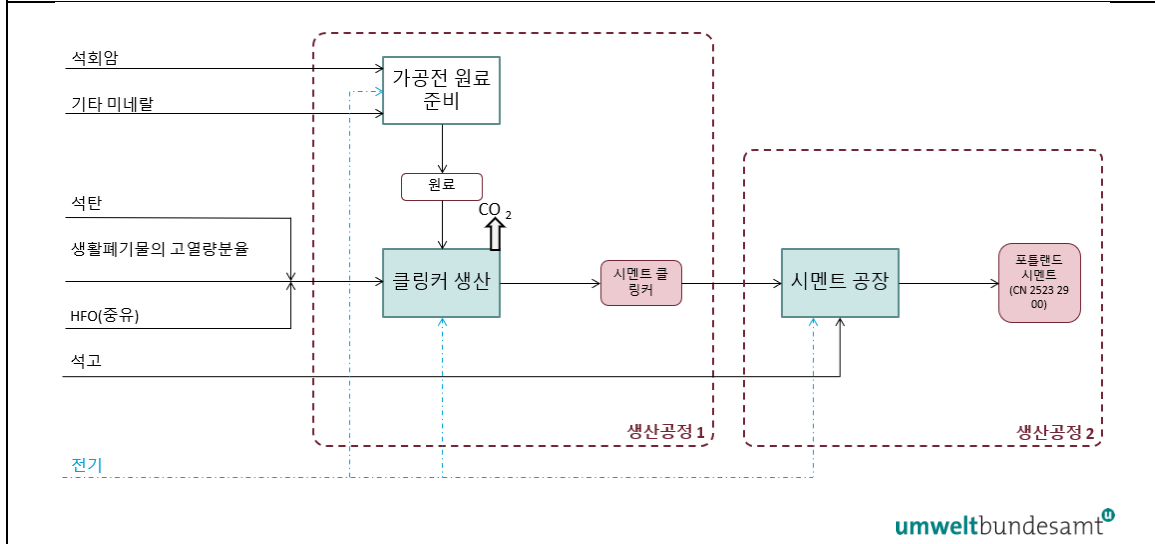 석회암
가공전 원료
준비
기타 미네랄
원료
석탄
CO 2
생활폐기물의 고열량분율
클링커 생산
시멘트 클
링커
시멘트 공장
포틀랜드
시멘트
(CN 2523 29
00)
HFO(중유)
석고
생산공정 1
생산공정 2
전기
umweltbundesamt